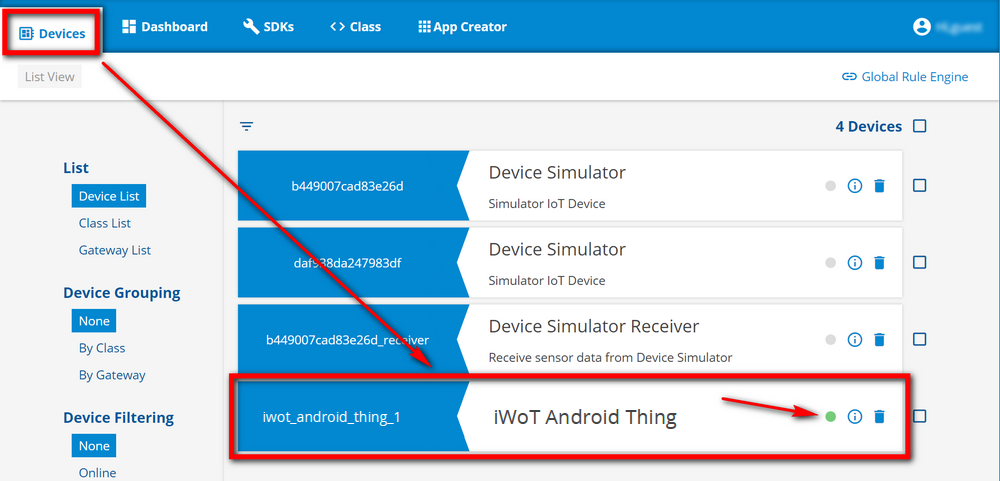 Devices
Dashboard
SDKs
Class
App Creator
List View
Global Rule Engine
4 Devices
List
Device List
Class List
Gateway List
Device Grouping
None
By Class
By Gateway
Device Filtering
None
Online
b449007cad83e26d
Device Simulator
Simulator IoT Device
daf938da247983df
Device Simulator
Simulator IoT Device
b449007cad83e26d_receiver
Device Simulator Receiver
Receive sensor data from Device Simulator
iwot_android_thing_1
iWoT Android Thing